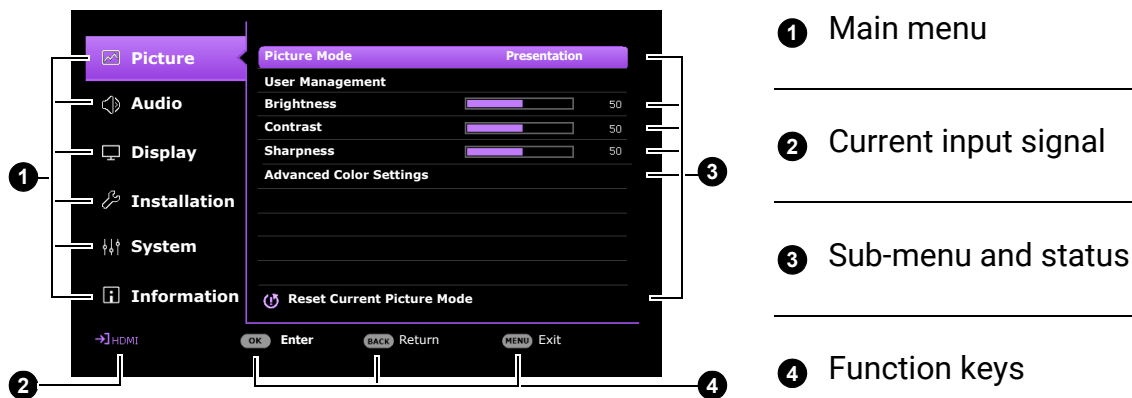 Picture
Audio
Display
Installation
System
Information
Picture Mode Presentation
User Management
Brightness 50
Contrast 50
Sharpness 50
Advanced Color Settings
Reset Current Picture Mode
HDMI
OK Enter BACK Return MENU Exit
1
2
3
4
1 Main menu
2 Current input signal
3 Sub-menu and status
4 Function keys